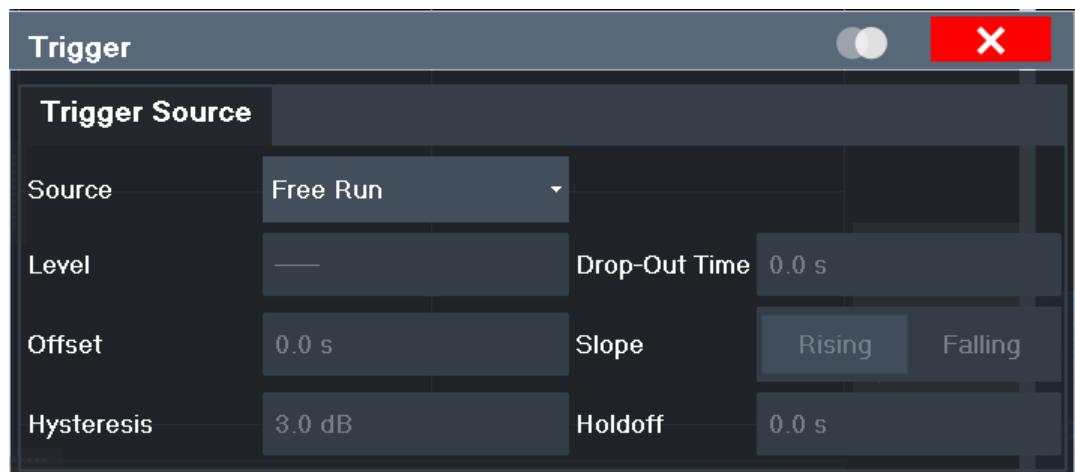 Trigger
Trigger Source
Source Free Run
Level Drop-Out Time 0.0 s
Offset 0.0 s Slope Rising Falling
Hysteresis 3.0 dB Holdoff 0.0 s